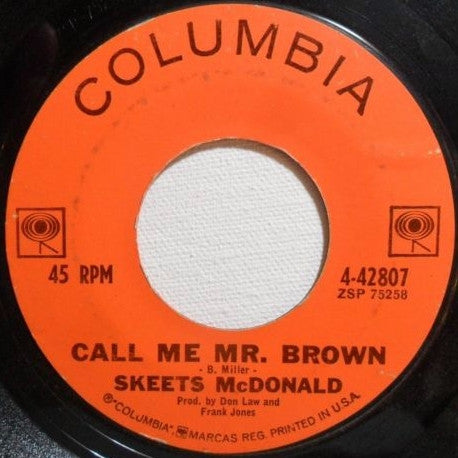 COLUMBIA
45 RPM
4-42807
ZSP 75258
CALL ME MR. BROWN
- B. Miller -
SKEETS McDONALD
Prod. by Don Law and
Frank Jones
® "COLUMBIA", MARCAS REG. PRINTED IN U.S.A.